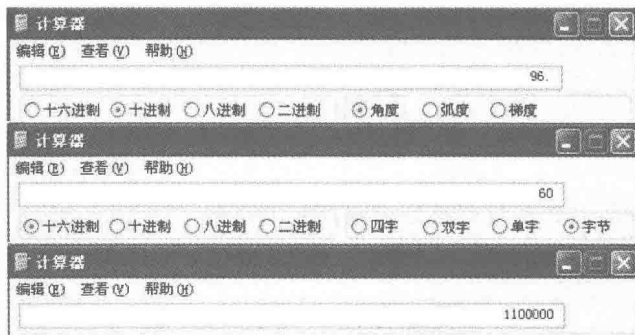 计算器
编辑(E) 查看(V) 帮助(H)
96.
十六进制 十进制 八进制 二进制 角度 弧度 梯度
计算器
编辑(E) 查看(V) 帮助(H)
60
十六进制 十进制 八进制 二进制 四字 双字 单字 字节
计算器
编辑(E) 查看(V) 帮助(H)
1100000